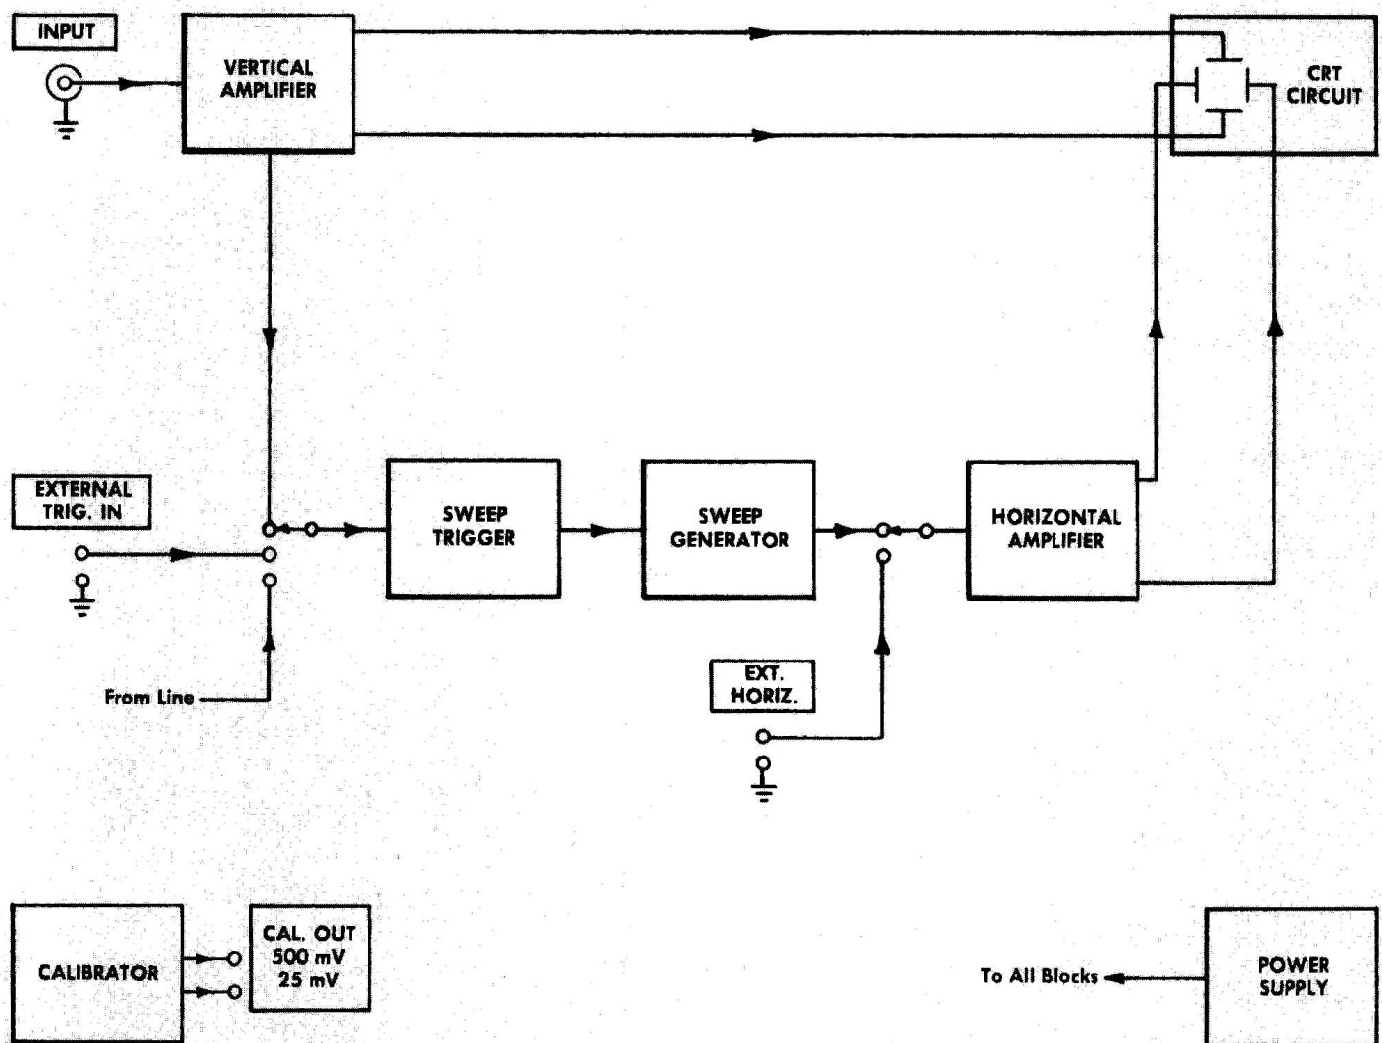 INPUT
VERTICAL
AMPLIFIER
CRT
CIRCUIT
EXTERNAL
TRIG. IN
SWEEP
TRIGGER
SWEEP
GENERATOR
HORIZONTAL
AMPLIFIER
From Line
EXT.
HORIZ.
CALIBRATOR
CAL. OUT
500 mV
25 mV
To All Blocks
POWER
SUPPLY